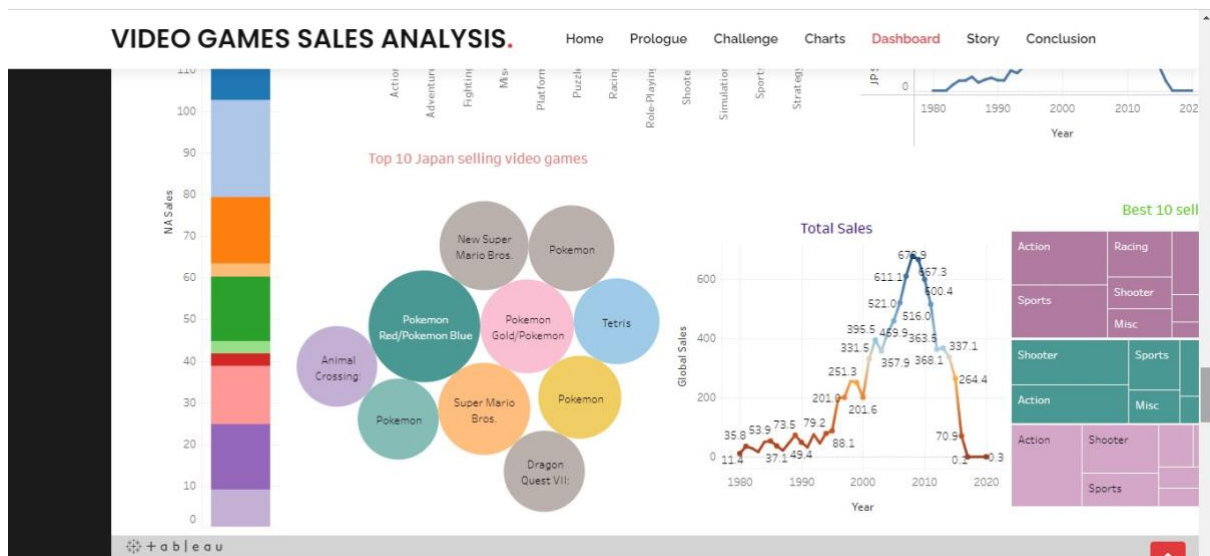 VIDEO GAMES SALES ANALYSIS.
Home Prologue Challenge Charts Dashboard Story Conclusion
110
100
90
80
70
60
50
40
30
20
10
0
NA Sales
Action
Adventure
Fighting
Misc
Platform
Puzzle
Racing
Role-Playing
Shooter
Simulation
Sports
Strategy
0
1980 1990 2000 2010 202
Year
Top 10 Japan selling video games
New Super
Mario Bros.
Pokemon
Pokemon
Red/Pokemon Blue
Pokemon
Gold/Pokemon
Tetris
Animal
Crossing:
Pokemon
Super Mario
Bros.
Pokemon
Dragon
Quest VII:
Total Sales
Global Sales
600
400
200
0
678.9
611.1
667.3
600.4
521.0
516.0
395.5
459.9
363.5
331.5
357.9
337.1
368.1
251.3
264.4
201.0
201.6
35.8
53.9
73.5
79.2
88.1
70.9
11.4
37.1
49.4
0.1
0.3
1980 1990 2000 2010 2020
Year
Best 10 sell
Action
Racing
Sports
Shooter
Misc
Shooter
Sports
Action
Misc
Action
Shooter
Sports
+ableau